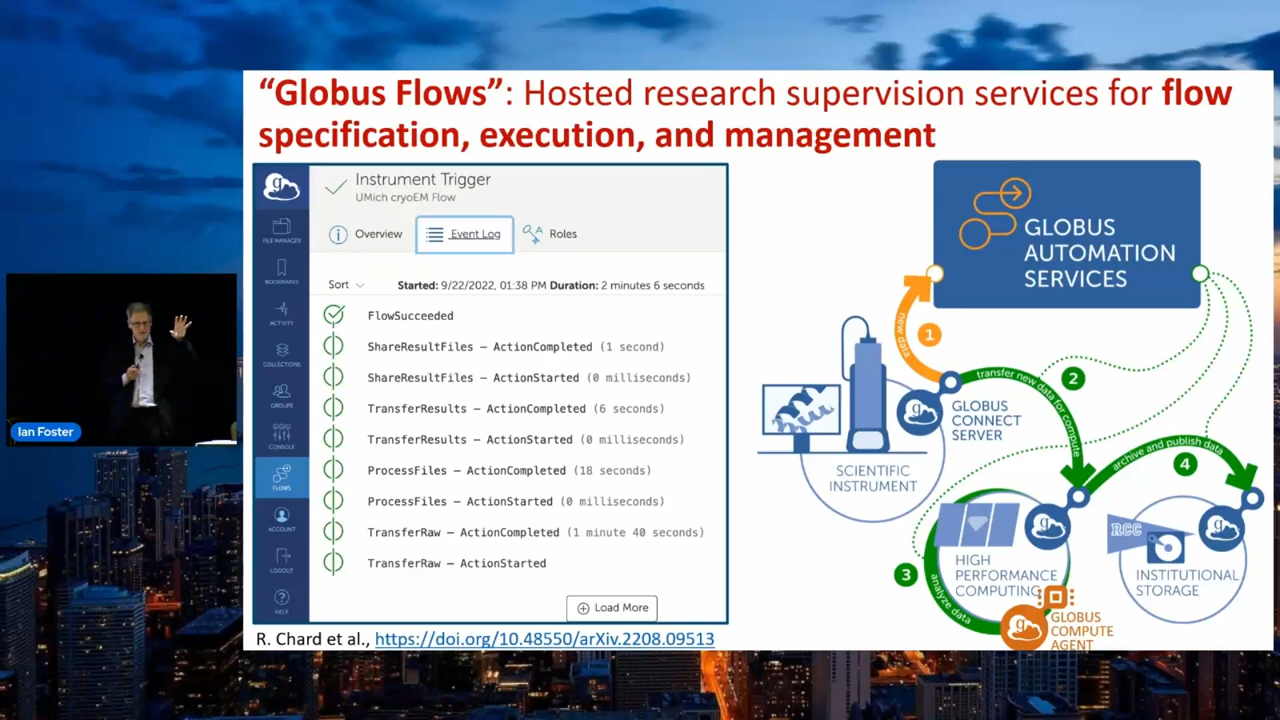 “Globus Flows”: Hosted research supervision services for flow
specification, execution, and management
Instrument Trigger
UMich cryoEM Flow
Overview
Event Log
Roles
Sort
Started: 9/22/2022, 01:38 PM Duration: 2 minutes 6 seconds
FlowSucceeded
ShareResultFiles – ActionCompleted (1 second)
ShareResultFiles – ActionStarted (0 milliseconds)
TransferResults – ActionCompleted (6 seconds)
TransferResults – ActionStarted (0 milliseconds)
ProcessFiles – ActionCompleted (18 seconds)
ProcessFiles – ActionStarted (0 milliseconds)
TransferRaw – ActionCompleted (1 minute 40 seconds)
TransferRaw – ActionStarted
Load More
g
FILE MANAGER
BOOKMARKS
ACTIVITY
COLLECTIONS
GROUPS
CONSOLE
FLOWS
ACCOUNT
LOGOUT
HELP
R. Chard et al., https://doi.org/10.48550/arXiv.2208.09513
GLOBUS
AUTOMATION
SERVICES
new data
1
transfer new data for compute
2
g
GLOBUS
CONNECT
SERVER
SCIENTIFIC
INSTRUMENT
archive and publish data
4
g
HIGH
PERFORMANCE
COMPUTING
3
analyze data
RCC
g
INSTITUTIONAL
STORAGE
g
GLOBUS
COMPUTE
AGENT
Ian Foster